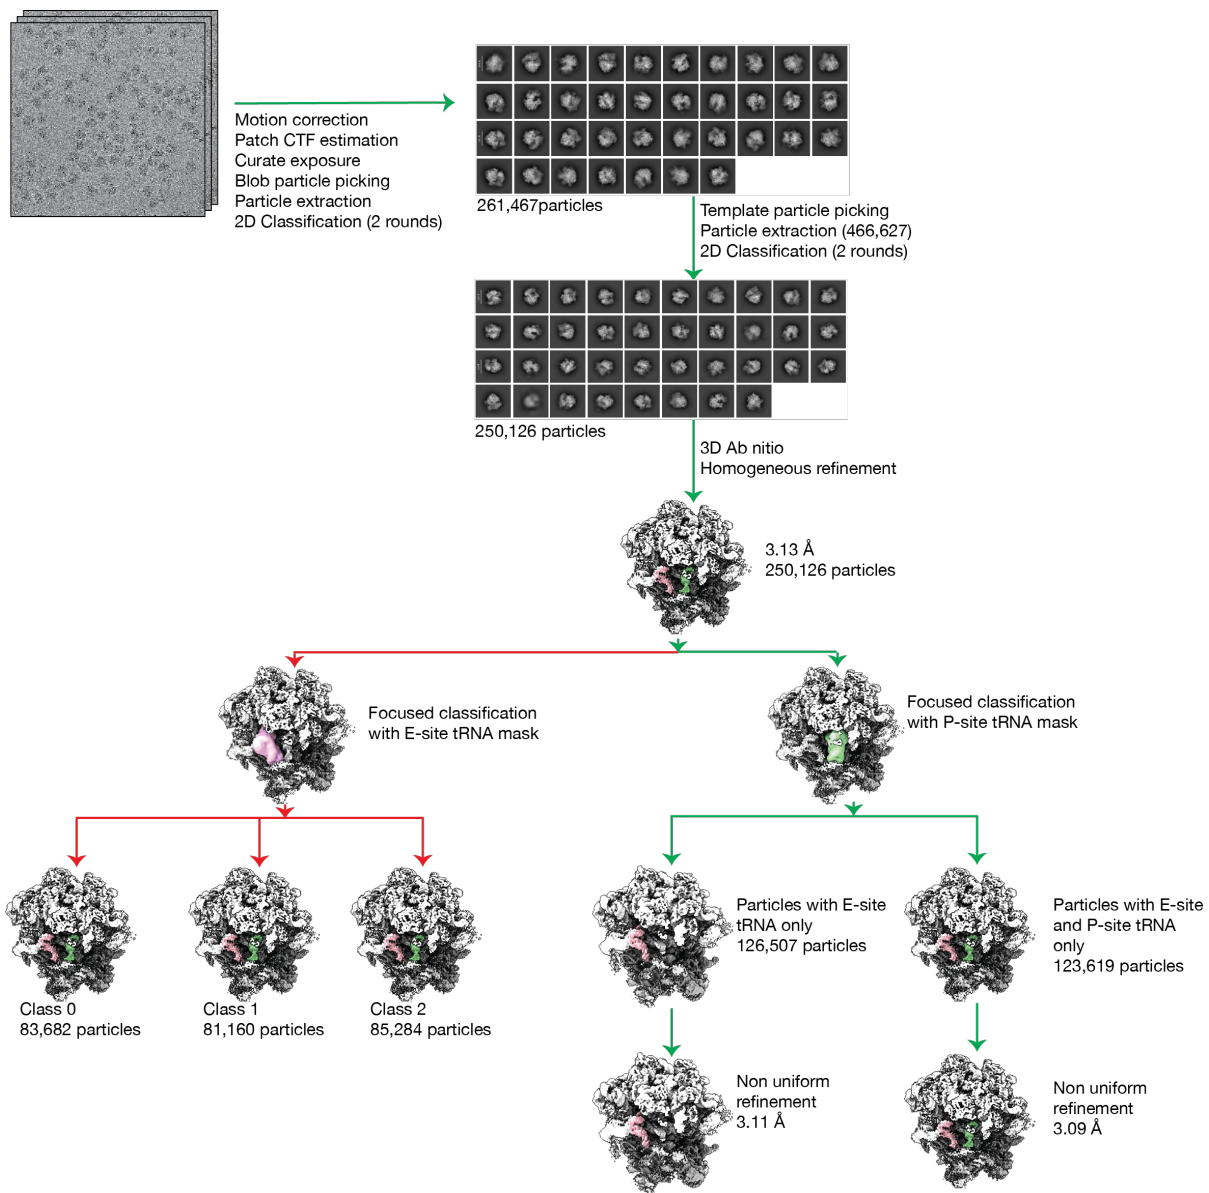 Motion correction
Patch CTF estimation
Curate exposure
Blob particle picking
Particle extraction
2D Classification (2 rounds)
261,467particles
Template particle picking
Particle extraction (466,627)
2D Classification (2 rounds)
250,126 particles
3D Ab nitio
Homogeneous refinement
3.13 Å
250,126 particles
Focused classification
with E-site tRNA mask
Focused classification
with P-site tRNA mask
Class 0
83,682 particles
Class 1
81,160 particles
Class 2
85,284 particles
Particles with E-site
tRNA only
126,507 particles
Particles with E-site
and P-site tRNA
only
123,619 particles
Non uniform
refinement
3.11 Å
Non uniform
refinement
3.09 Å